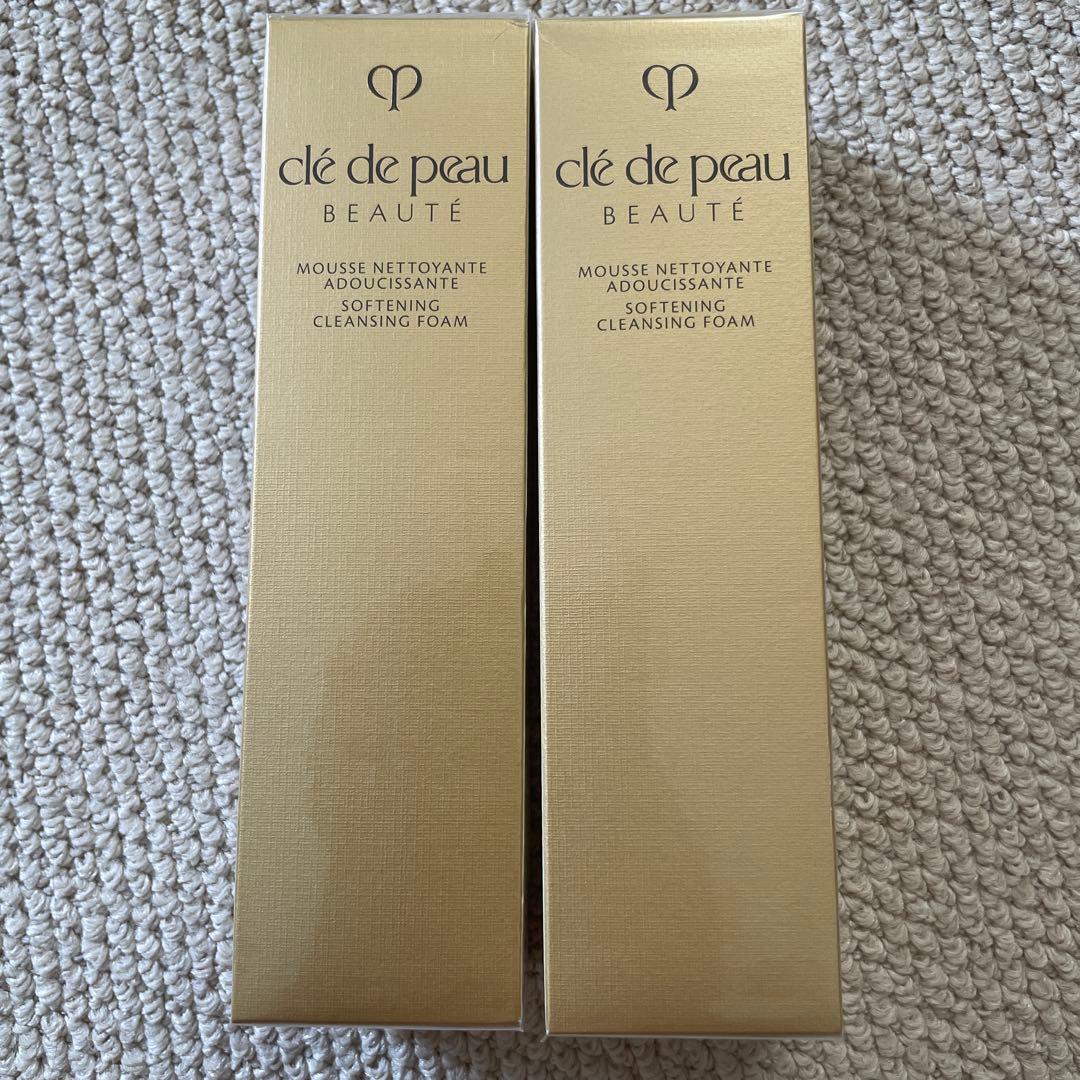 clé de peau
BEAUTÉ
MOUSSE NETTOYANTE
ADOUCISSANTE
SOFTENING
CLEANSING FOAM
clé de peau
BEAUTÉ
MOUSSE NETTOYANTE
ADOUCISSANTE
SOFTENING
CLEANSING FOAM